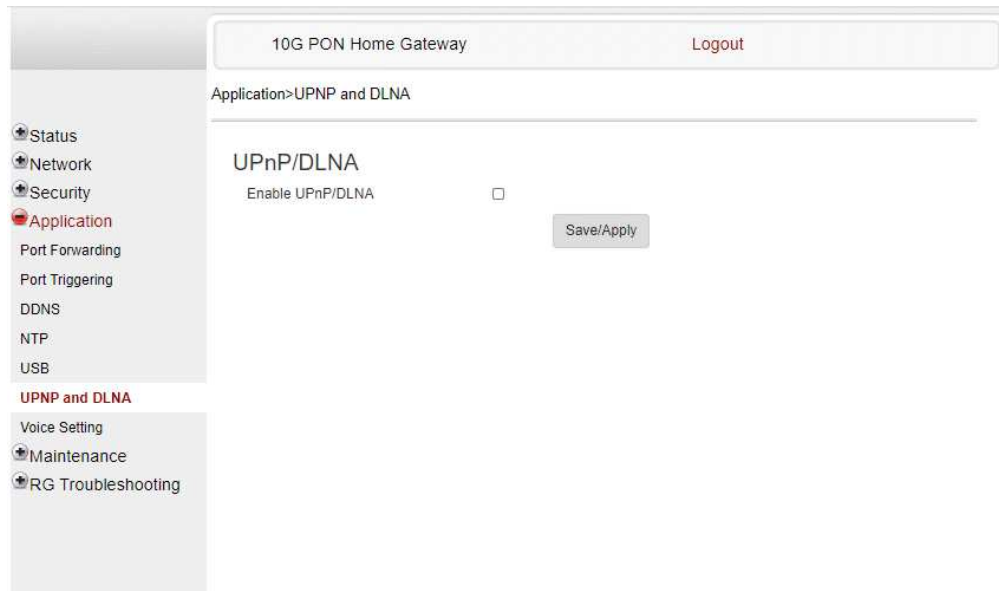 10G PON Home Gateway
Logout
Application>UPNP and DLNA
Status
Network
Security
Application
Port Forwarding
Port Triggering
DDNS
NTP
USB
UPNP and DLNA
Voice Setting
Maintenance
RG Troubleshooting
UPnP/DLNA
Enable UPnP/DLNA
Save/Apply